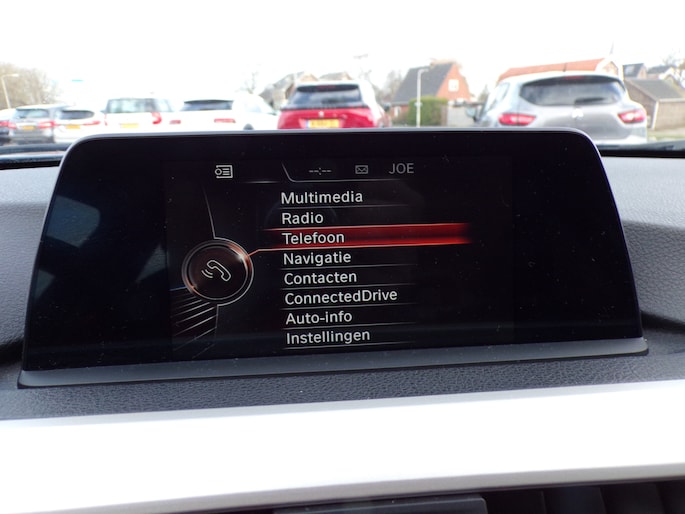 --:-- JOE
Multimedia
Radio
Telefoon
Navigatie
Contacten
ConnectedDrive
Auto-info
Instellingen